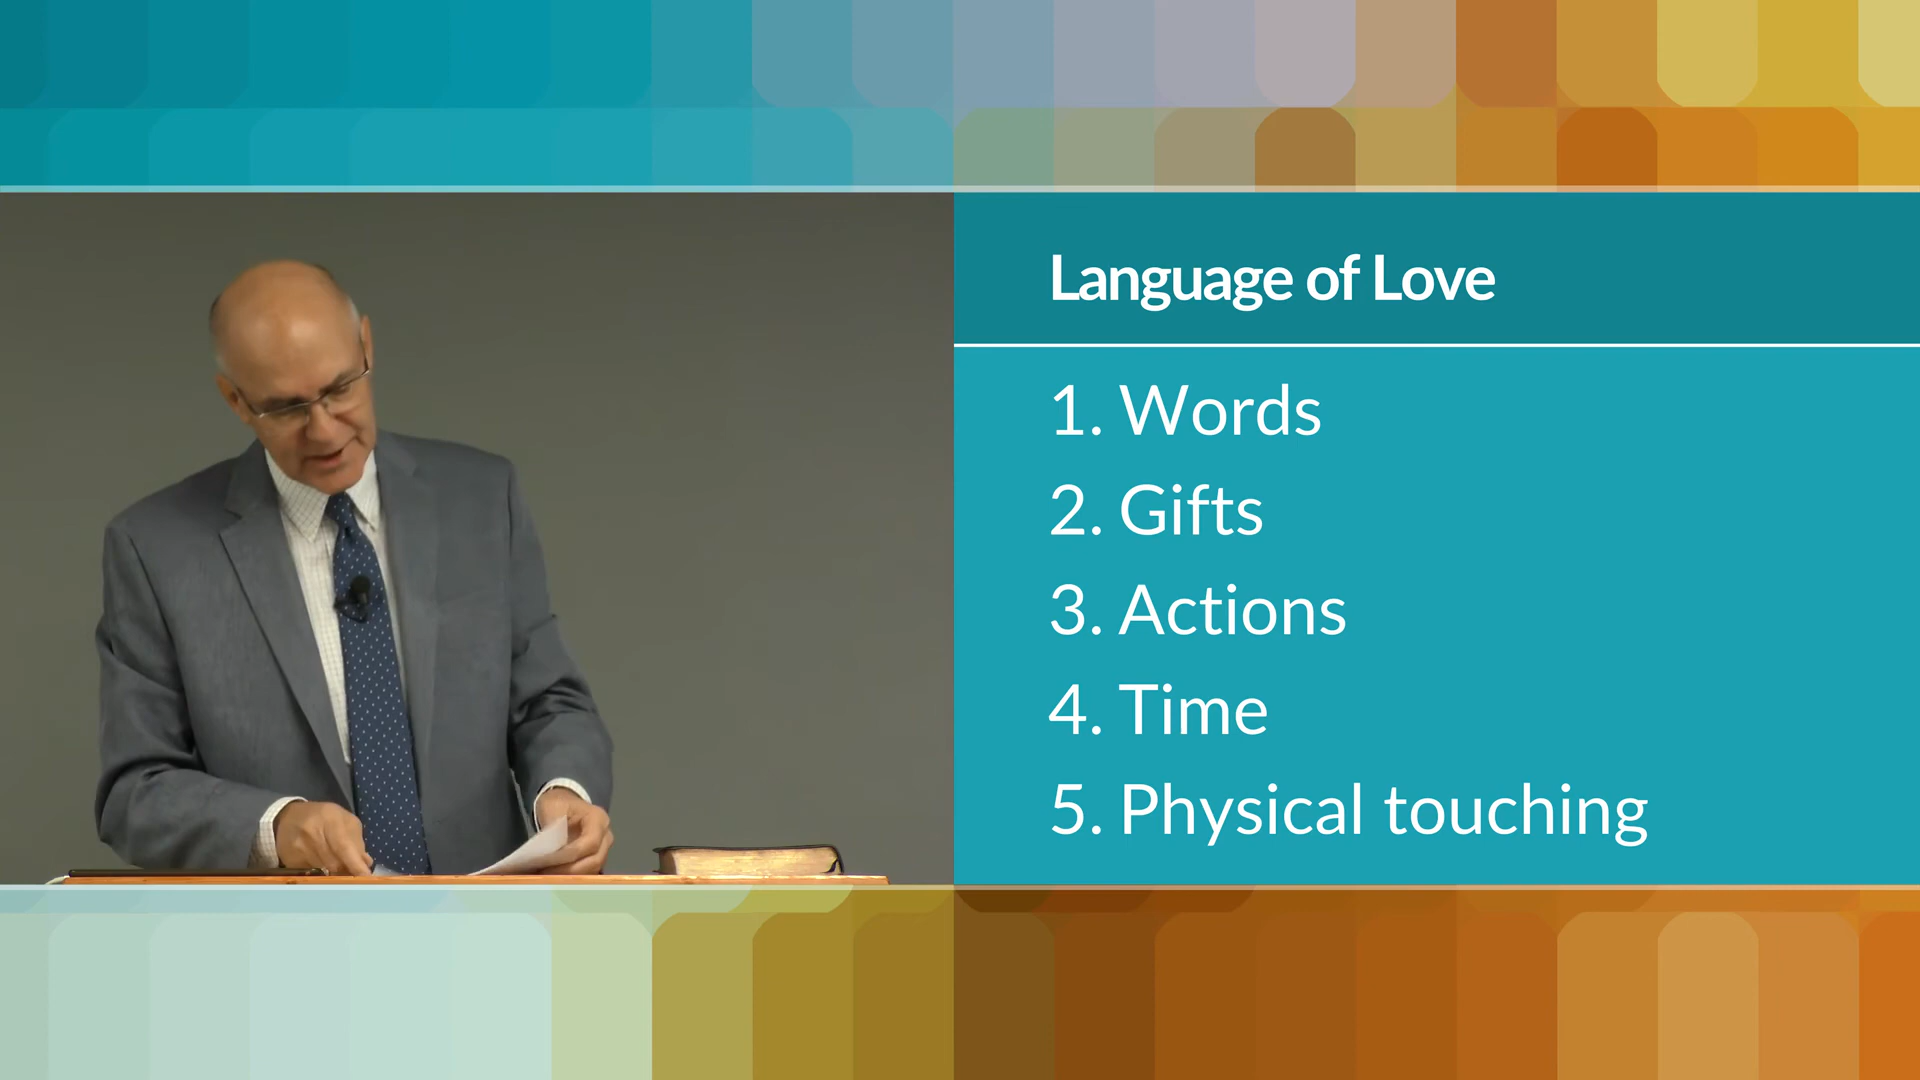 Language of Love
1. Words
2. Gifts
3. Actions
4. Time
5. Physical touching